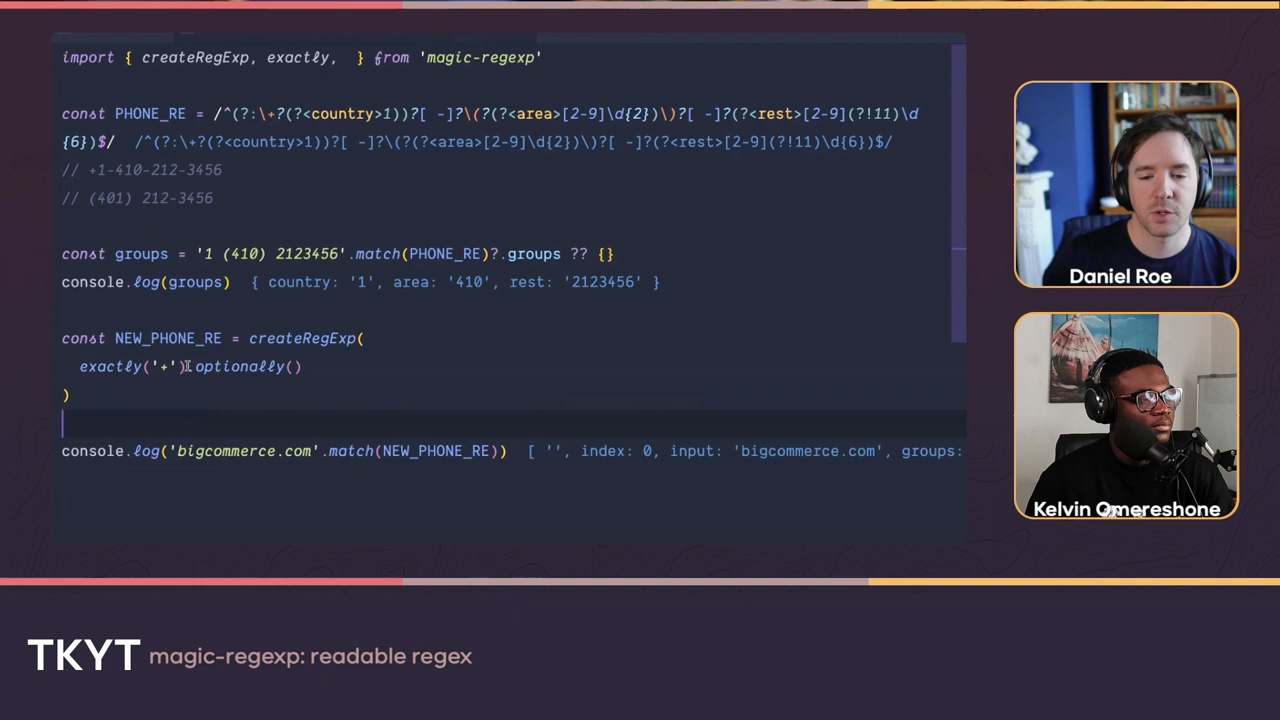 import { createRegExp, exactly,  } from 'magic-regexp'
const PHONE_RE = /^(?:\+?(?<country>1))?[ -]?\(?(?<area>[2-9]\d{2})\)?[ -]?(?<rest>[2-9](?!11)\d
{6})$/  /^(?:\+?(?<country>1))?[ -]?\(?(?<area>[2-9]\d{2})\)?[ -]?(?<rest>[2-9](?!11)\d{6})$/
// +1-410-212-3456
// (401) 212-3456
const groups = '1 (410) 2123456'.match(PHONE_RE)?.groups ?? {}
console.log(groups)  { country: '1', area: '410', rest: '2123456' }
const NEW_PHONE_RE = createRegExp(
  exactly('+').optionally()
)
console.log('bigcommerce.com'.match(NEW_PHONE_RE))  [ '', index: 0, input: 'bigcommerce.com', groups:
Daniel Roe
Kelvin Omereshone
TKYT magic-regexp: readable regex